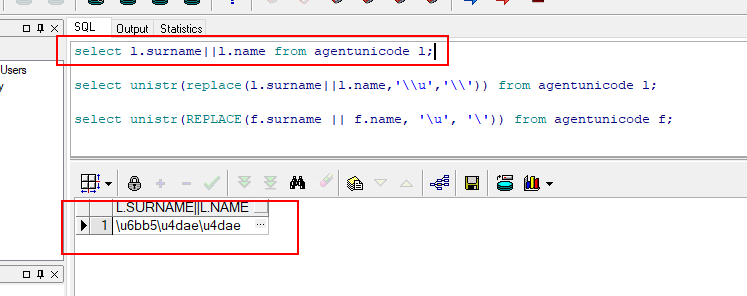 SQL Output Statistics
select l.surname||l.name from agentunicode l;
Users
select unistr(replace(l.surname||l.name,'\\u','\\')) from agentunicode l;
select unistr(REPLACE(f.surname || f.name, '\u', '\')) from agentunicode f;
L.SURNAME||L.NAME
1 \u6bb5\u4dae\u4dae ...